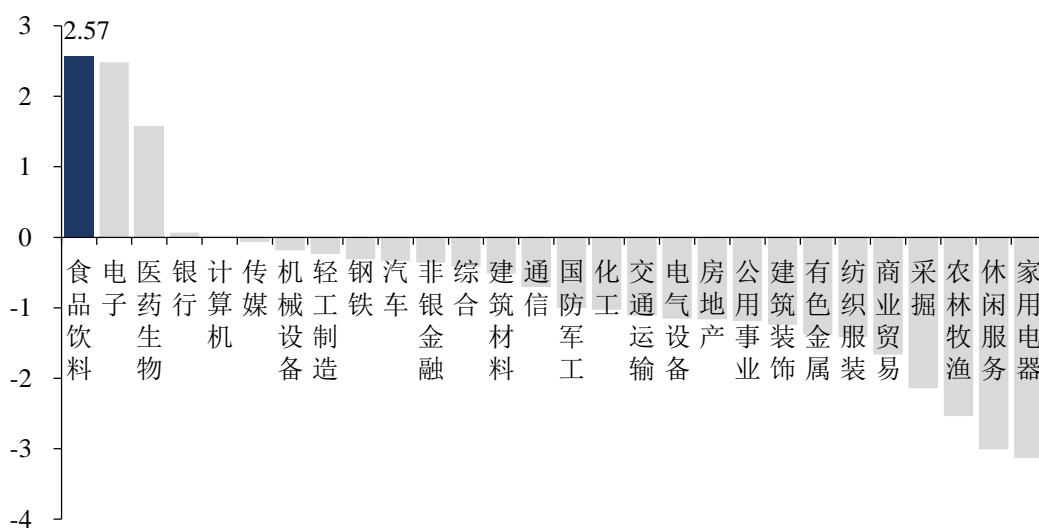 3
2.57
2
1
0
-1
-2
-3
-4
食品饮料
电子
医药生物
银行
计算机
传媒
机械设备
轻工制造
钢铁
汽车
非银金融
综合
建筑材料
通信
国防军工
化工
交通运输
电气设备
房地产
公用事业
建筑装饰
有色金属
纺织服装
商业贸易
采掘
农林牧渔
休闲服务
家用电器